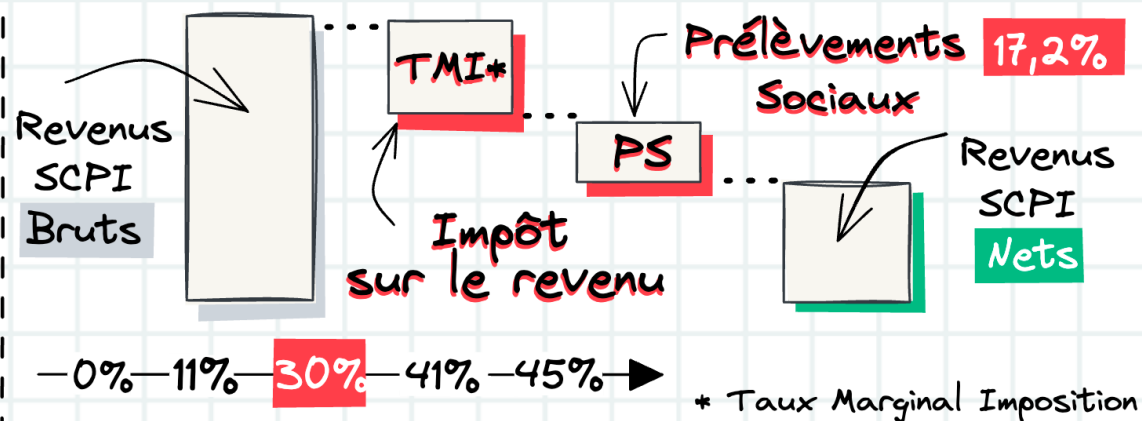 Revenus
SCPI
Bruts
TMI*
Impôt
sur le revenu
Prélèvements 17,2%
Sociaux
PS
Revenus
SCPI
Nets
0% 11% 30% 41% 45%
* Taux Marginal Imposition